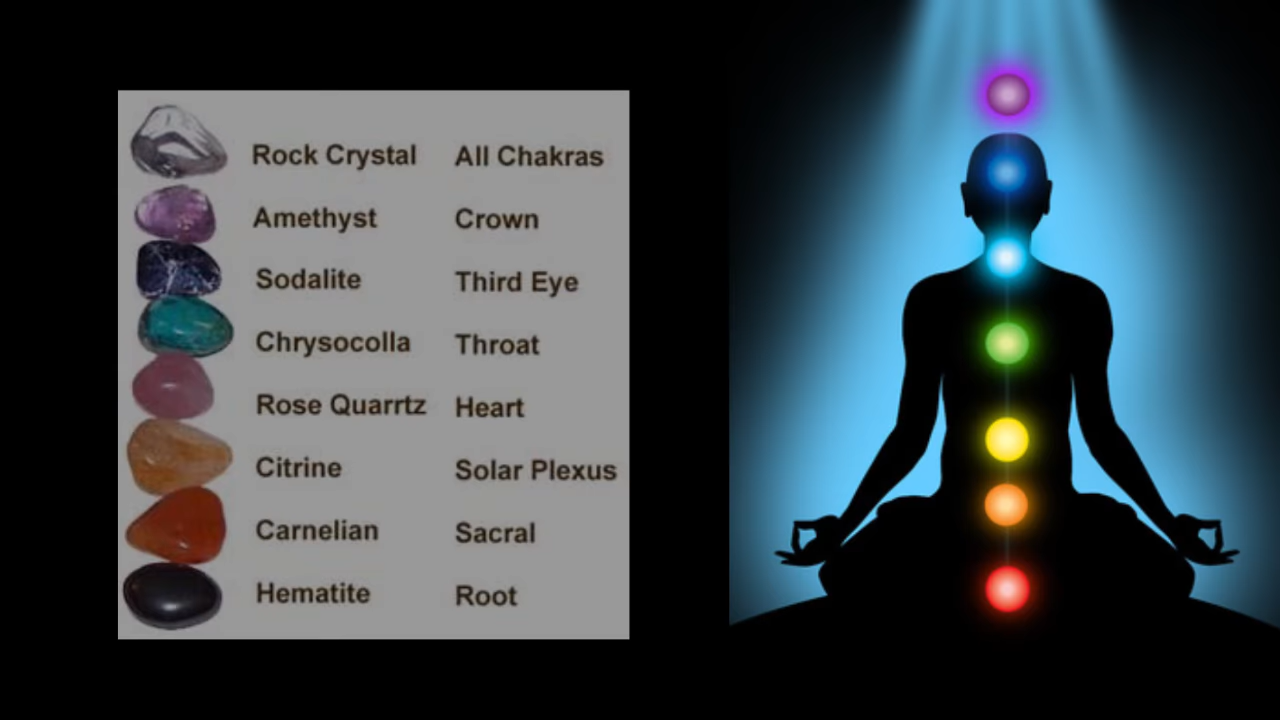 Rock Crystal All Chakras
Amethyst Crown
Sodalite Third Eye
Chrysocolla Throat
Rose Quarrtz Heart
Citrine Solar Plexus
Carnelian Sacral
Hematite Root